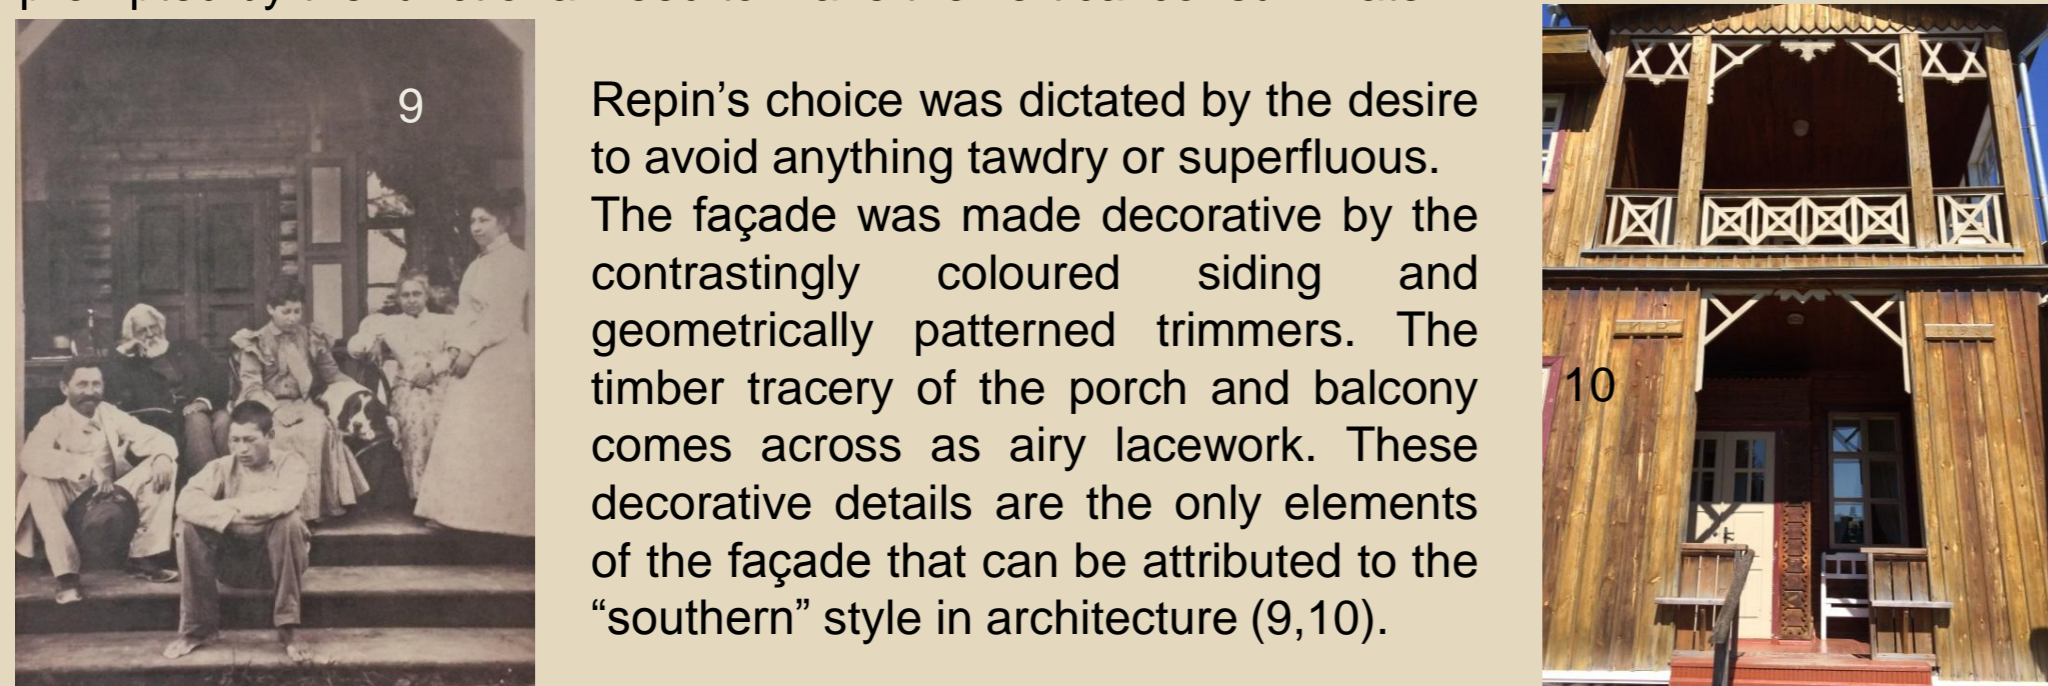 9
Repin’s choice was dictated by the desire
to avoid anything tawdry or superfluous.
The façade was made decorative by the
contrastingly coloured siding and
geometrically patterned trimmers. The
timber tracery of the porch and balcony
comes across as airy lacework. These
decorative details are the only elements
of the façade that can be attributed to the
“southern” style in architecture (9,10).
10